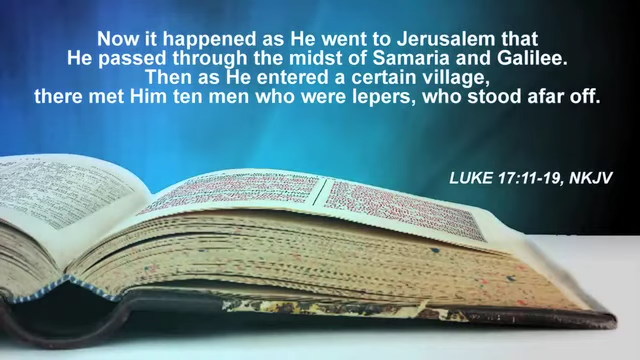 Now it happened as He went to Jerusalem that
He passed through the midst of Samaria and Galilee.
Then as He entered a certain village,
there met Him ten men who were lepers, who stood afar off.
LUKE 17:11-19, NKJV